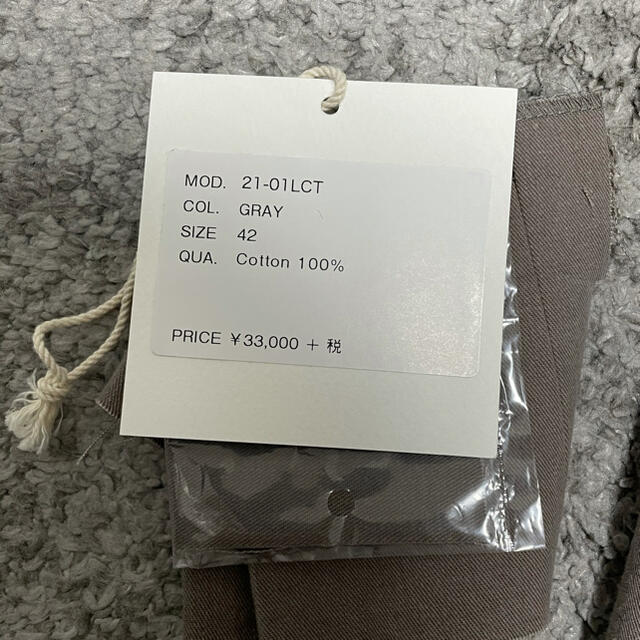 MOD. 21-01LCT
COL. GRAY
SIZE 42
QUA. Cotton 100%
PRICE ¥33,000 + 税